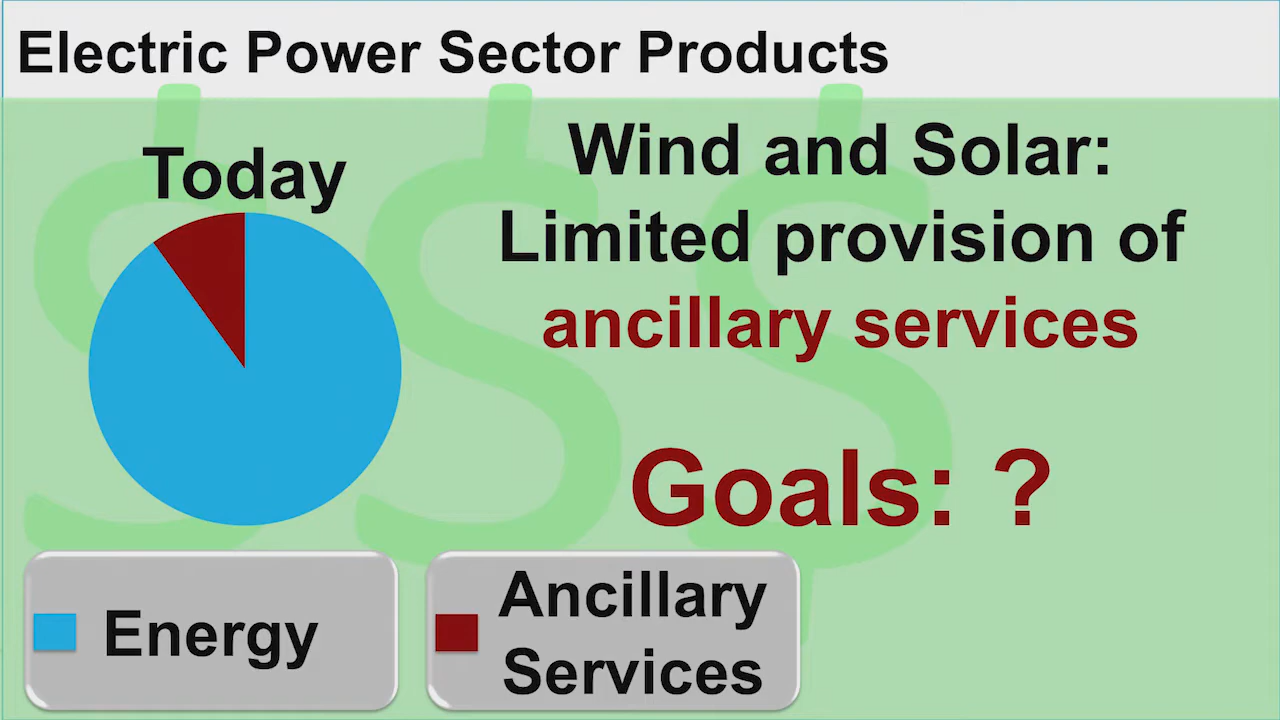 Electric Power Sector Products
Today
Wind and Solar:
Limited provision of
ancillary services
Goals: ?
Energy
Ancillary
Services